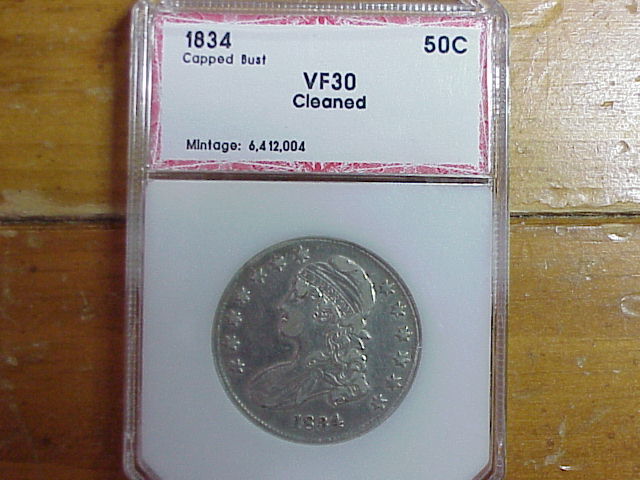 1834 50C
Capped Bust
VF30
Cleaned
Mintage: 6,412,004
1834